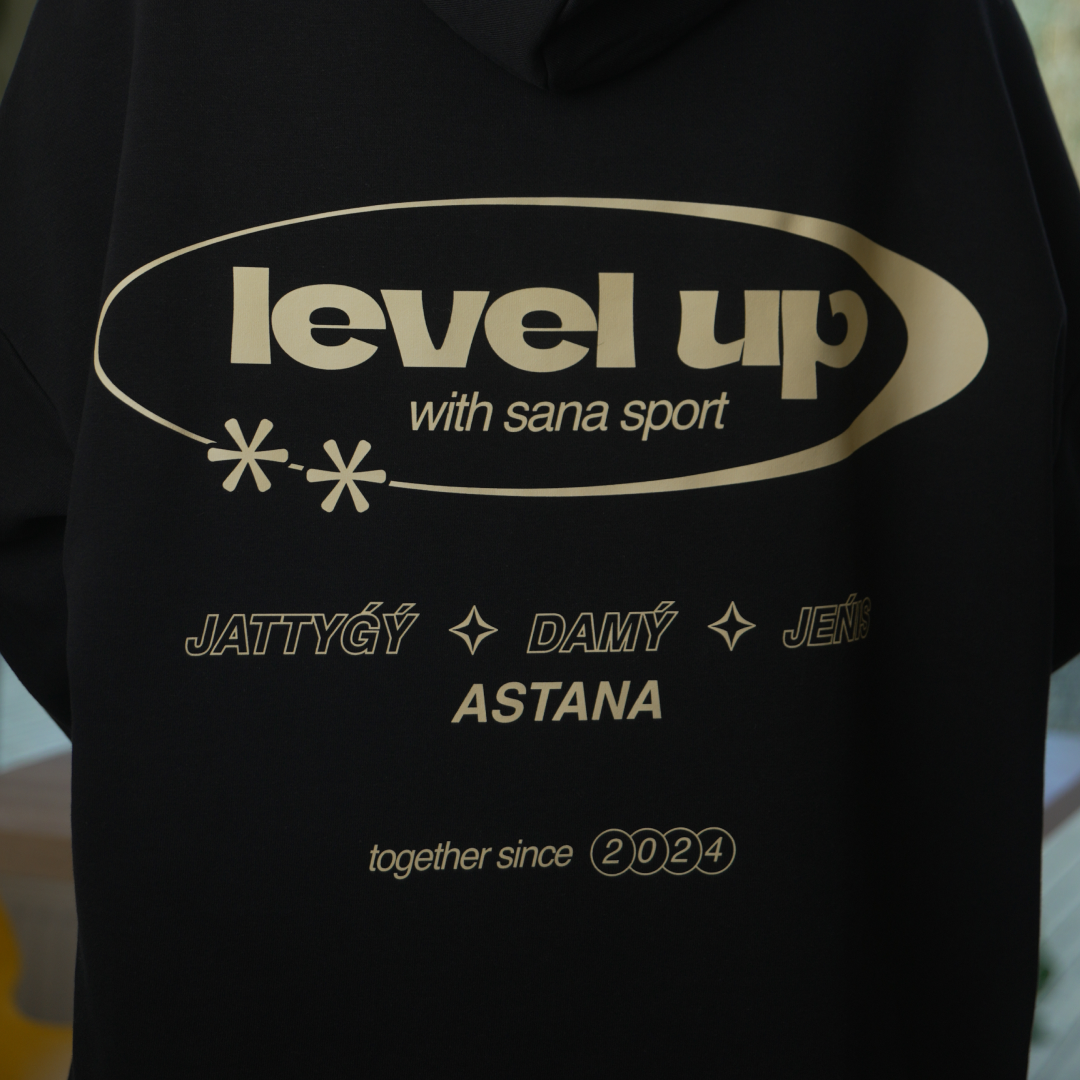 level up
with sana sport
JATTYǴÝ ✧ DAMÝ ✧ JEŃIS
ASTANA
together since 2024